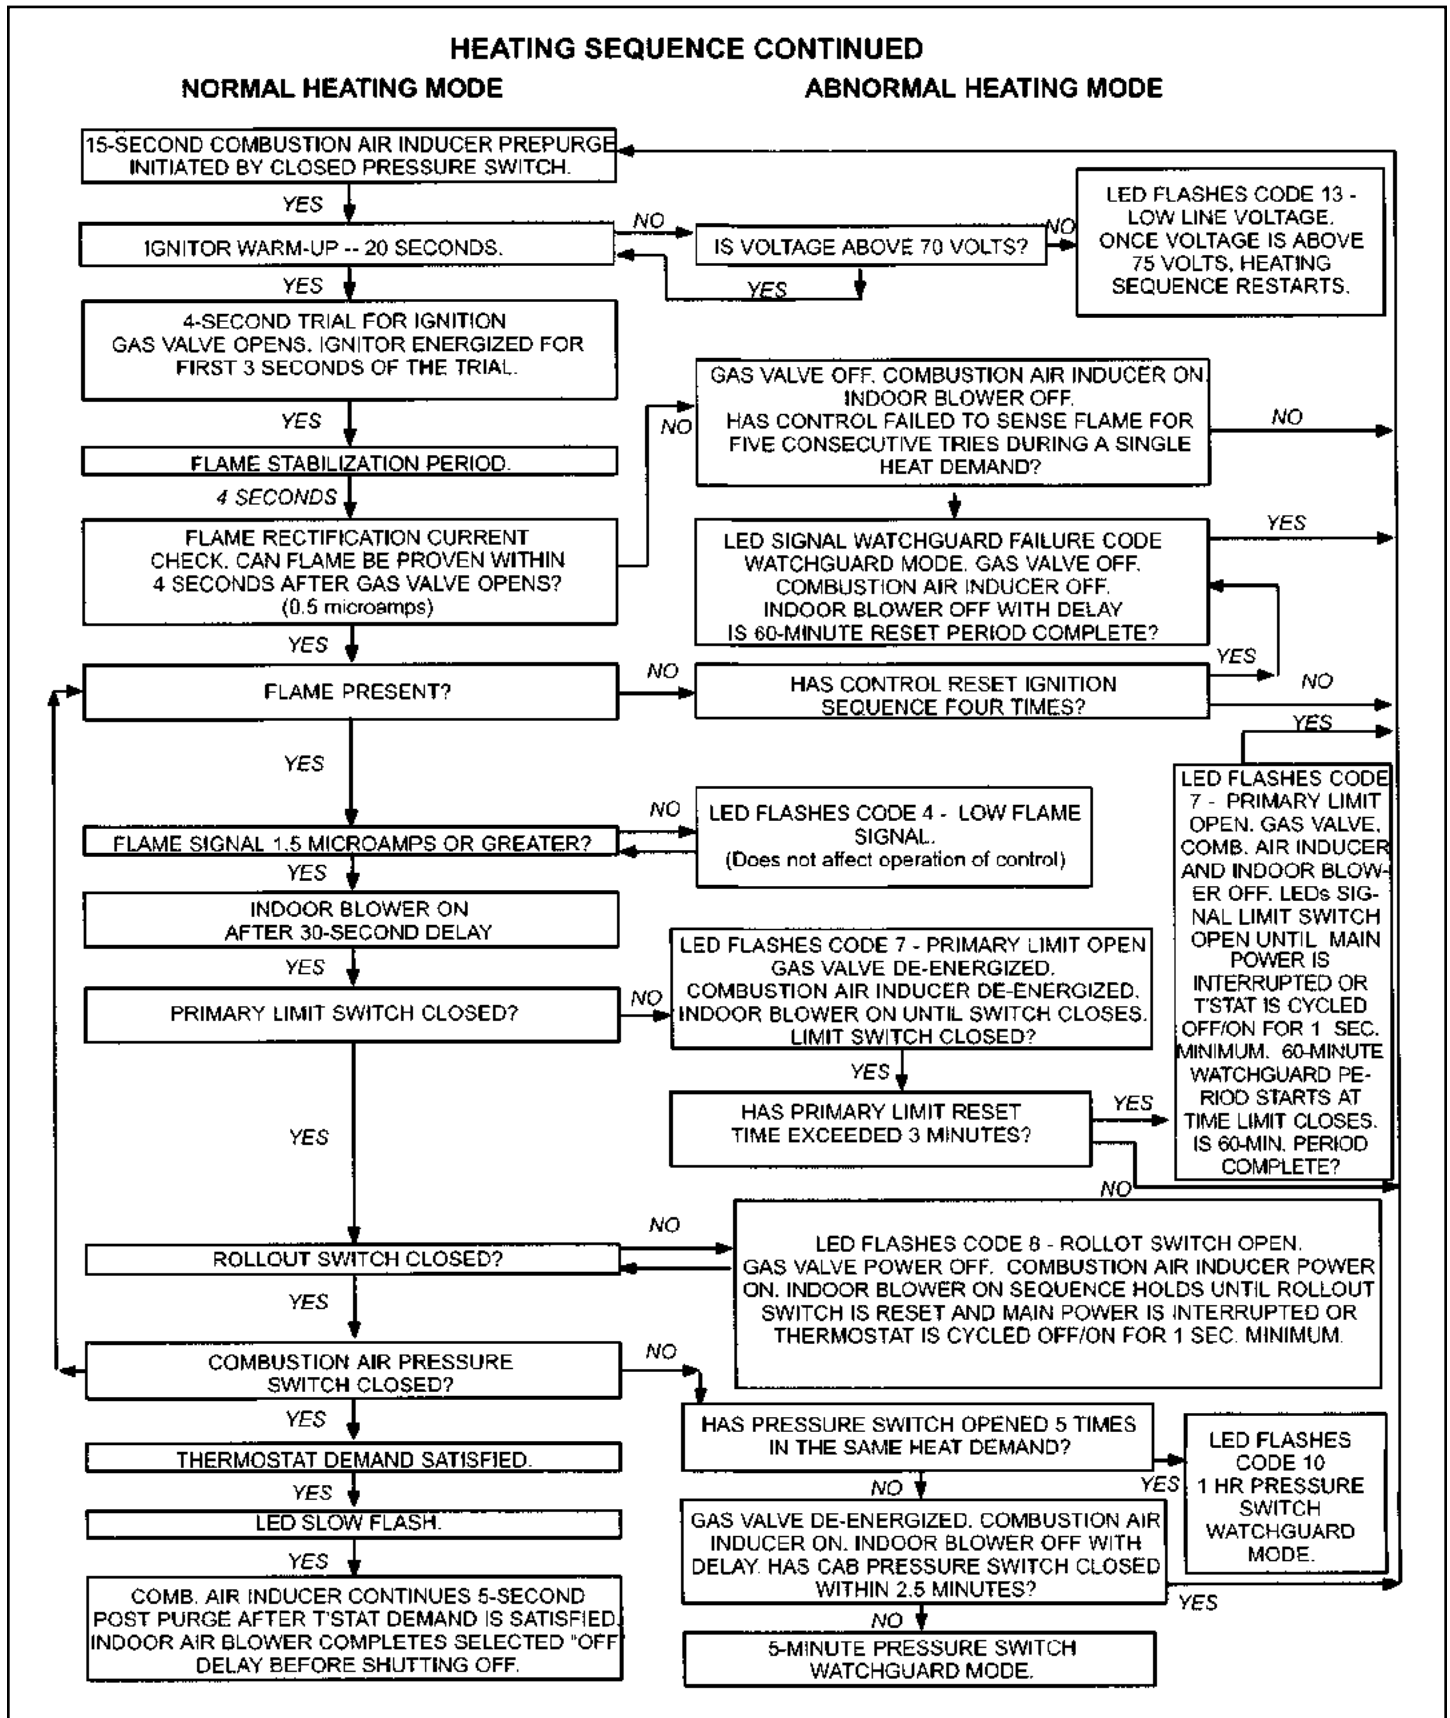 HEATING SEQUENCE CONTINUED
NORMAL HEATING MODE
ABNORMAL HEATING MODE
15-SECOND COMBUSTION AIR INDUCER PREPURGE
INITIATED BY CLOSED PRESSURE SWITCH.
YES
IGNITOR WARM-UP -- 20 SECONDS.
NO
IS VOLTAGE ABOVE 70 VOLTS?
NO
YES
LED FLASHES CODE 13 -
LOW LINE VOLTAGE.
ONCE VOLTAGE IS ABOVE
75 VOLTS, HEATING
SEQUENCE RESTARTS.
YES
4-SECOND TRIAL FOR IGNITION
GAS VALVE OPENS. IGNITOR ENERGIZED FOR
FIRST 3 SECONDS OF THE TRIAL.
YES
FLAME STABILIZATION PERIOD.
4 SECONDS
FLAME RECTIFICATION CURRENT
CHECK. CAN FLAME BE PROVEN WITHIN
4 SECONDS AFTER GAS VALVE OPENS?
(0.5 microamps)
NO
GAS VALVE OFF. COMBUSTION AIR INDUCER ON.
INDOOR BLOWER OFF.
HAS CONTROL FAILED TO SENSE FLAME FOR
FIVE CONSECUTIVE TRIES DURING A SINGLE
HEAT DEMAND?
NO
LED SIGNAL WATCHGUARD FAILURE CODE
WATCHGUARD MODE. GAS VALVE OFF.
COMBUSTION AIR INDUCER OFF.
INDOOR BLOWER OFF WITH DELAY
IS 60-MINUTE RESET PERIOD COMPLETE?
YES
YES
FLAME PRESENT?
NO
HAS CONTROL RESET IGNITION
SEQUENCE FOUR TIMES?
YES
NO
YES
LED FLASHES CODE
7 - PRIMARY LIMIT
OPEN. GAS VALVE,
COMB. AIR INDUCER
AND INDOOR BLOW-
ER OFF. LEDs SIG-
NAL LIMIT SWITCH
OPEN UNTIL MAIN
POWER IS
INTERRUPTED OR
T'STAT IS CYCLED
OFF/ON FOR 1 SEC.
MINIMUM. 60-MINUTE
WATCHGUARD PE-
RIOD STARTS AT
TIME LIMIT CLOSES.
IS 60-MIN. PERIOD
COMPLETE?
YES
FLAME SIGNAL 1.5 MICROAMPS OR GREATER?
NO
LED FLASHES CODE 4 - LOW FLAME
SIGNAL.
(Does not affect operation of control)
YES
INDOOR BLOWER ON
AFTER 30-SECOND DELAY
YES
PRIMARY LIMIT SWITCH CLOSED?
NO
LED FLASHES CODE 7 - PRIMARY LIMIT OPEN
GAS VALVE DE-ENERGIZED.
COMBUSTION AIR INDUCER DE-ENERGIZED.
INDOOR BLOWER ON UNTIL SWITCH CLOSES.
LIMIT SWITCH CLOSED?
YES
HAS PRIMARY LIMIT RESET
TIME EXCEEDED 3 MINUTES?
YES
NO
YES
ROLLOUT SWITCH CLOSED?
NO
LED FLASHES CODE 8 - ROLLOT SWITCH OPEN.
GAS VALVE POWER OFF. COMBUSTION AIR INDUCER POWER
ON. INDOOR BLOWER ON SEQUENCE HOLDS UNTIL ROLLOUT
SWITCH IS RESET AND MAIN POWER IS INTERRUPTED OR
THERMOSTAT IS CYCLED OFF/ON FOR 1 SEC. MINIMUM.
YES
COMBUSTION AIR PRESSURE
SWITCH CLOSED?
NO
HAS PRESSURE SWITCH OPENED 5 TIMES
IN THE SAME HEAT DEMAND?
YES
LED FLASHES
CODE 10
1 HR PRESSURE
SWITCH
WATCHGUARD
MODE.
YES
THERMOSTAT DEMAND SATISFIED.
NO
GAS VALVE DE-ENERGIZED. COMBUSTION AIR
INDUCER ON. INDOOR BLOWER OFF WITH
DELAY. HAS CAB PRESSURE SWITCH CLOSED
WITHIN 2.5 MINUTES?
YES
YES
LED SLOW FLASH.
YES
COMB. AIR INDUCER CONTINUES 5-SECOND
POST PURGE AFTER T'STAT DEMAND IS SATISFIED.
INDOOR AIR BLOWER COMPLETES SELECTED "OFF"
DELAY BEFORE SHUTTING OFF.
NO
5-MINUTE PRESSURE SWITCH
WATCHGUARD MODE.